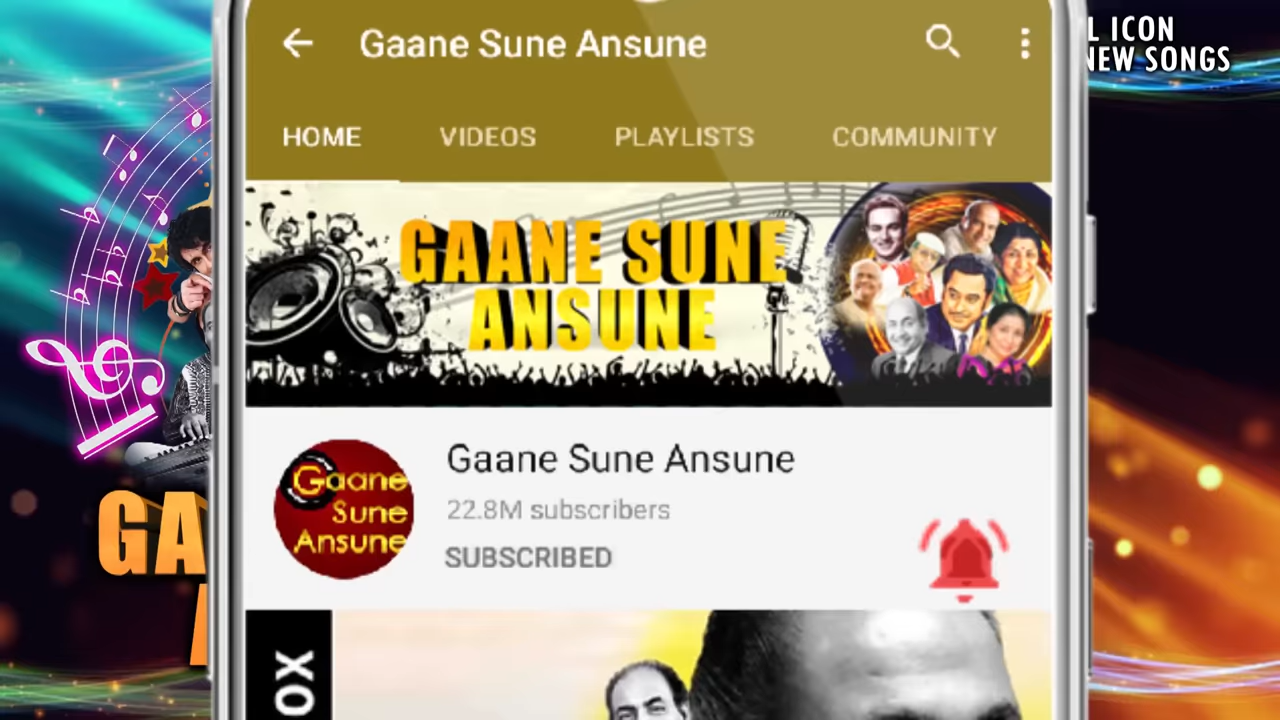 Gaane Sune Ansune
L ICON
NEW SONGS
HOME VIDEOS PLAYLISTS COMMUNITY
GAANE SUNE
ANSUNE
Gaane
Sune
Ansune
Gaane Sune Ansune
22.8M subscribers
SUBSCRIBED
GA
A
OX